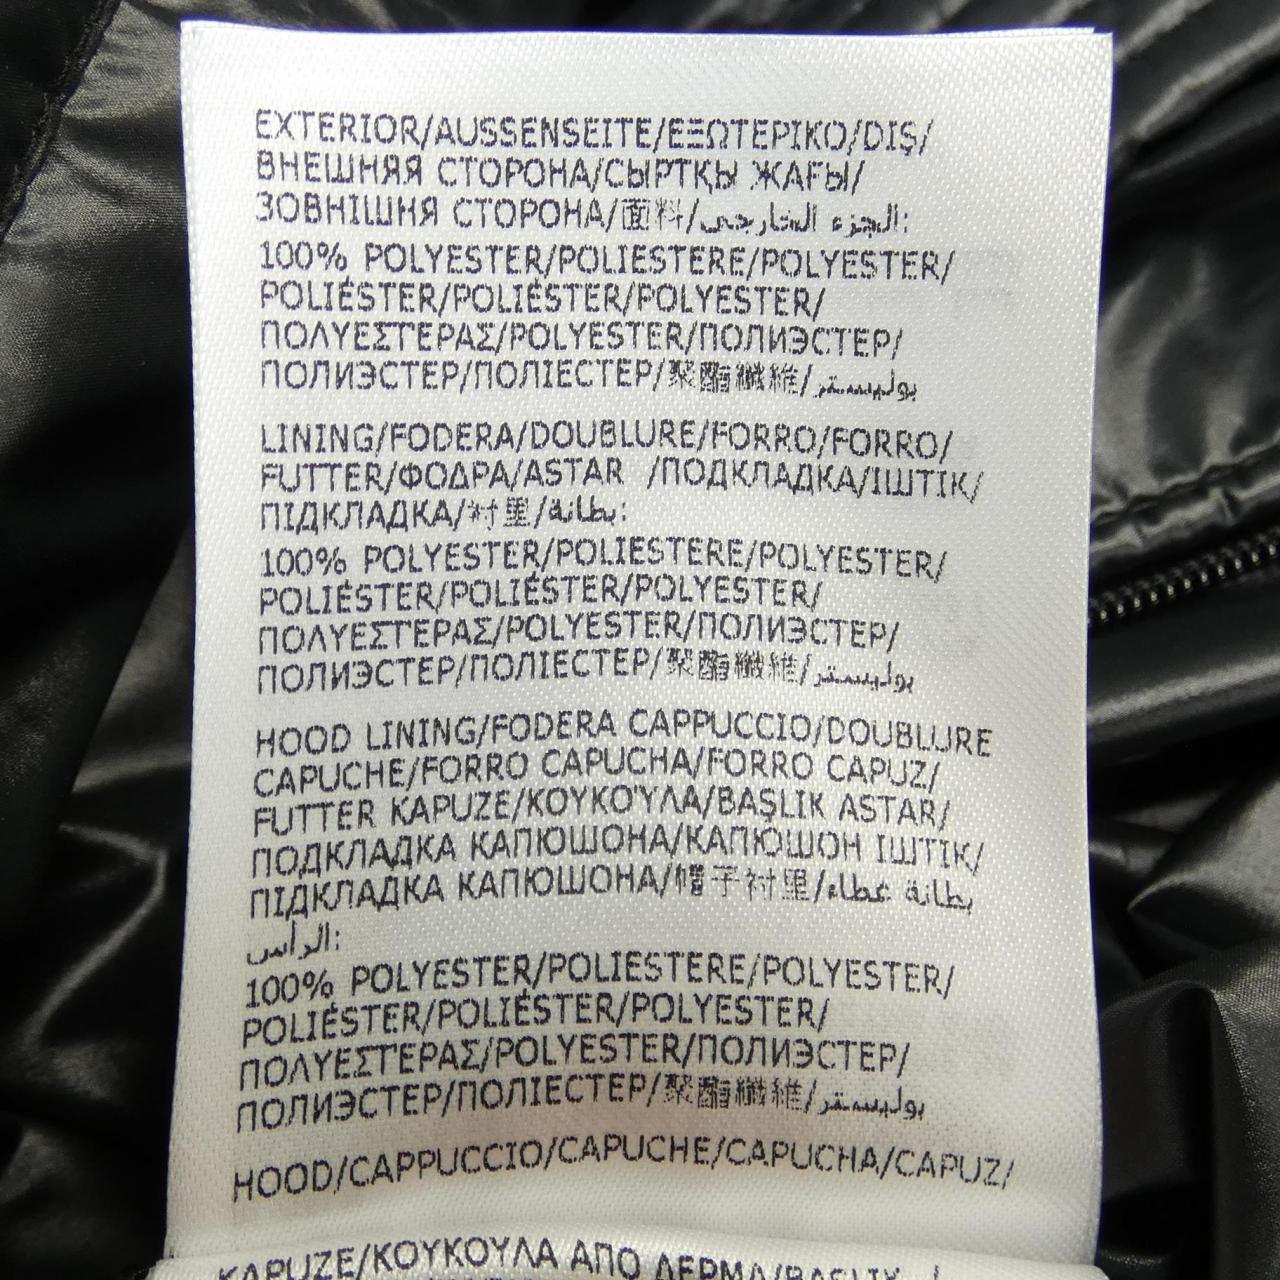 EXTERIOR/AUSSENSEITE/ΕΞΩΤΕΡΙΚΟ/DIŞ/
ВНЕШНЯЯ СТОРОНА/СЫРТҚЫ ЖАҒЫ/
ЗОВНІШНЯ СТОРОНА/面料/الجزء الخارجي:
100% POLYESTER/POLIESTERE/POLYESTER/
POLIÉSTER/POLIÉSTER/POLYESTER/
ΠΟΛΥΕΣΤΕΡΑΣ/POLYESTER/ПОЛИЭСТЕР/
ПОЛИЭСТЕР/ПОЛІЕСТЕР/聚酯纖維/بوليستر
LINING/FODERA/DOUBLURE/FORRO/FORRO/
FUTTER/ΦΟΔΡΑ/ASTAR /ПОДКЛАДКА/ІШТІК/
ПІДКЛАДКА/衬里/بطانة:
100% POLYESTER/POLIESTERE/POLYESTER/
POLIÉSTER/POLIÉSTER/POLYESTER/
ΠΟΛΥΕΣΤΕΡΑΣ/POLYESTER/ПОЛИЭСТЕР/
ПОЛИЭСТЕР/ПОЛІЕСТЕР/聚酯纖維/بوليستر
HOOD LINING/FODERA CAPPUCCIO/DOUBLURE
CAPUCHE/FORRO CAPUCHA/FORRO CAPUZ/
FUTTER KAPUZE/ΚΟΥΚΟΎΛΑ/BAŞLIK ASTAR/
ПОДКЛАДКА КАПЮШОНА/КАПЮШОН ІШТІК/
ПІДКЛАДКА КАПЮШОНА/帽子衬里/بطانة غطاء
الرأس:
100% POLYESTER/POLIESTERE/POLYESTER/
POLIÉSTER/POLIÉSTER/POLYESTER/
ΠΟΛΥΕΣΤΕΡΑΣ/POLYESTER/ПОЛИЭСТЕР/
ПОЛИЭСТЕР/ПОЛІЕСТЕР/聚酯纖維/بوليستر
HOOD/CAPPUCCIO/CAPUCHE/CAPUCHA/CAPUZ/
KAPUZE/ΚΟΥΚΟΥΛΑ ΑΠΟ ΔΕΡΜΑ/BAŞLIK